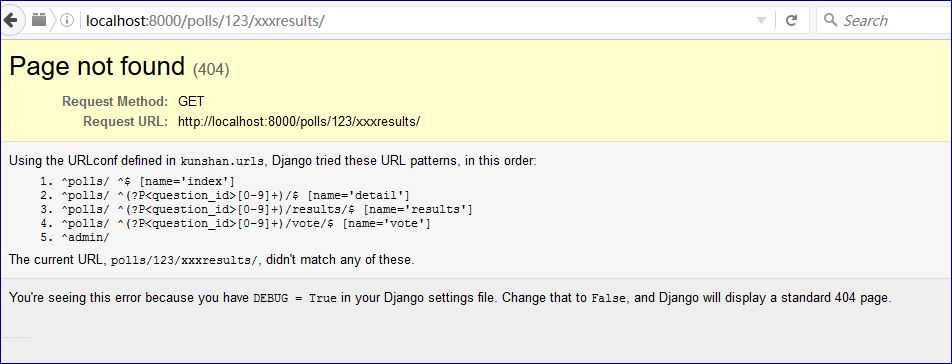 localhost:8000/polls/123/xxxresults/
Search
Page not found (404)
Request Method: GET
Request URL: http://localhost:8000/polls/123/xxxresults/
Using the URLconf defined in kunshan.urls, Django tried these URL patterns, in this order:
1. ^polls/ ^$ [name='index']
2. ^polls/ ^(?P<question_id>[0-9]+)/$ [name='detail']
3. ^polls/ ^(?P<question_id>[0-9]+)/results/$ [name='results']
4. ^polls/ ^(?P<question_id>[0-9]+)/vote/$ [name='vote']
5. ^admin/
The current URL, polls/123/xxxresults/, didn't match any of these.
You're seeing this error because you have DEBUG = True in your Django settings file. Change that to False, and Django will display a standard 404 page.